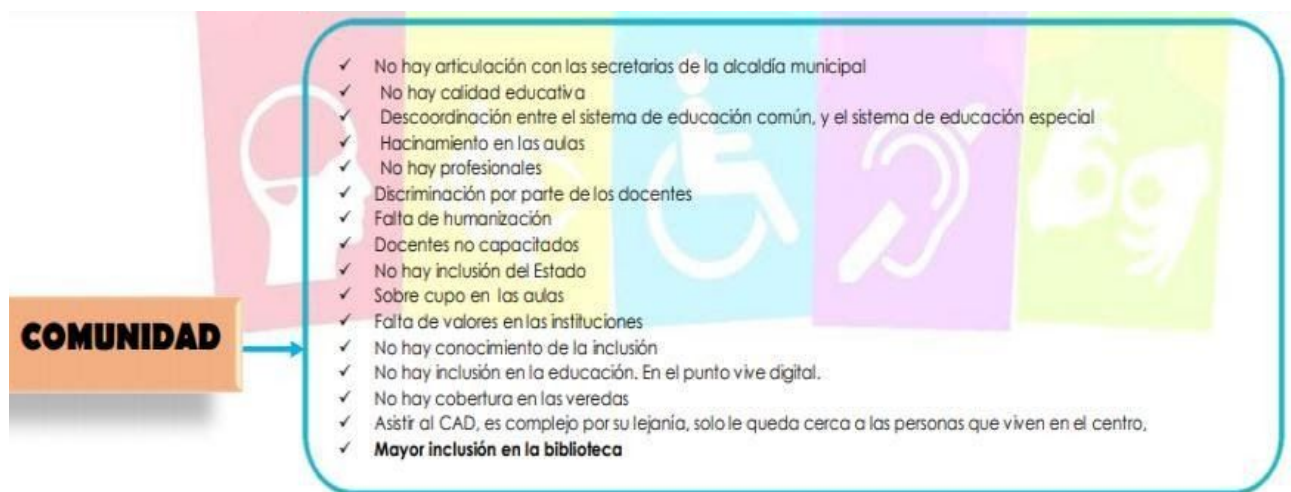 No hay articulación con las secretarias de la alcaldía municipal
No hay calidad educativa
Descoordinación entre el sistema de educación común, y el sistema de educación especial
Hacinamiento en las aulas
No hay profesionales
Discriminación por parte de los docentes
Falta de humanización
Docentes no capacitados
No hay inclusión del Estado
Sobre cupo en las aulas
Falta de valores en las instituciones
COMUNIDAD
No hay conocimiento de la inclusión
No hay inclusión en la educación. En el punto vive digital.
No hay cobertura en las veredas
Asistir al CAD, es complejo por su lejanía, solo le queda cerca a las personas que viven en el centro,
Mayor inclusión en la biblioteca